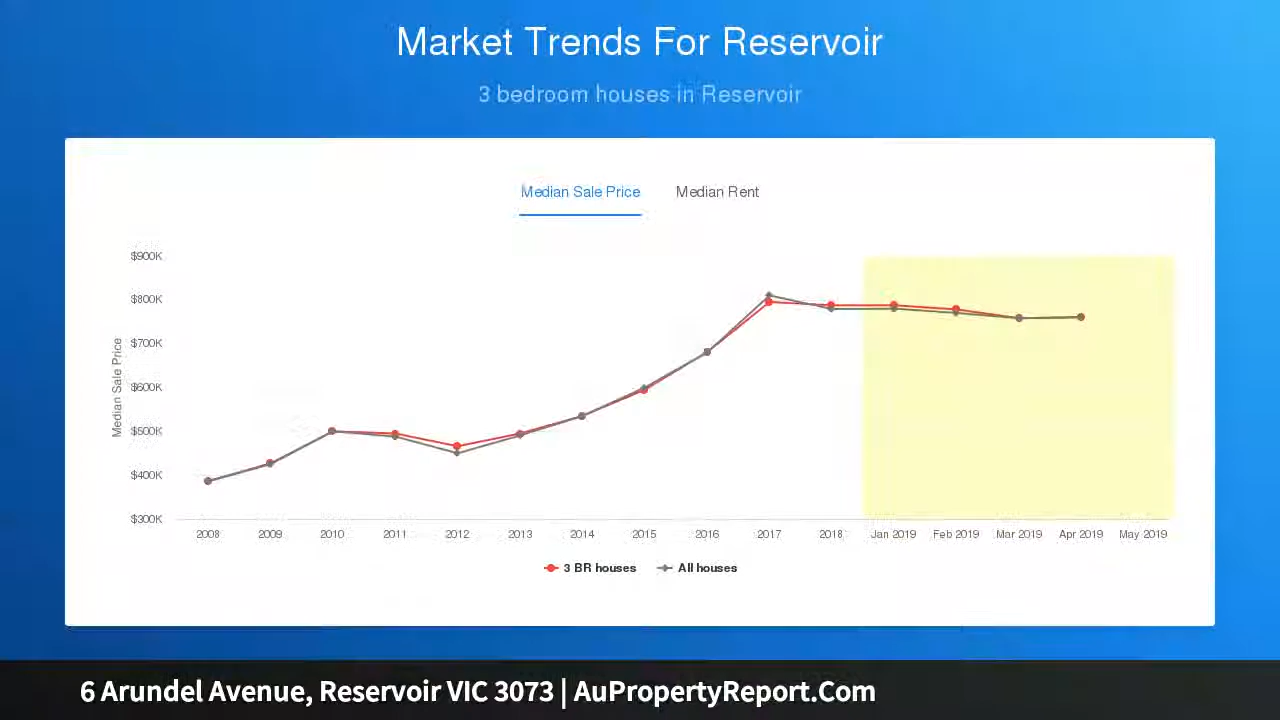 Market Trends For Reservoir
3 bedroom houses in Reservoir
Median Sale Price Median Rent
$900K
$800K
$700K
$600K
$500K
$400K
$300K
Median Sale Price
2008 2009 2010 2011 2012 2013 2014 2015 2016 2017 2018 Jan 2019 Feb 2019 Mar 2019 Apr 2019 May 2019
3 BR houses All houses
6 Arundel Avenue, Reservoir VIC 3073 | AuPropertyReport.Com